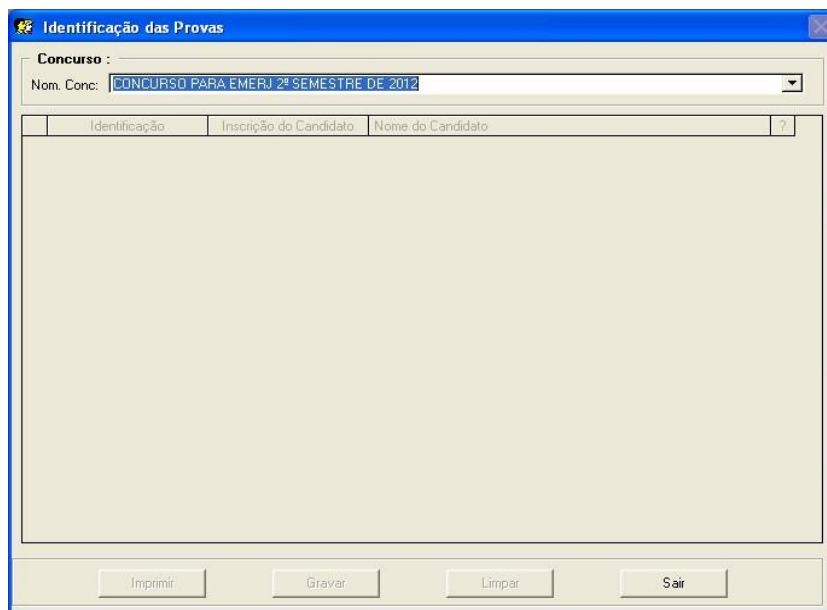 Identificação das Provas
Concurso :
Nom. Conc: CONCURSO PARA EMERJ 2º SEMESTRE DE 2012
Identificação Inscrição do Candidato Nome do Candidato ?
Imprimir Gravar Limpar Sair